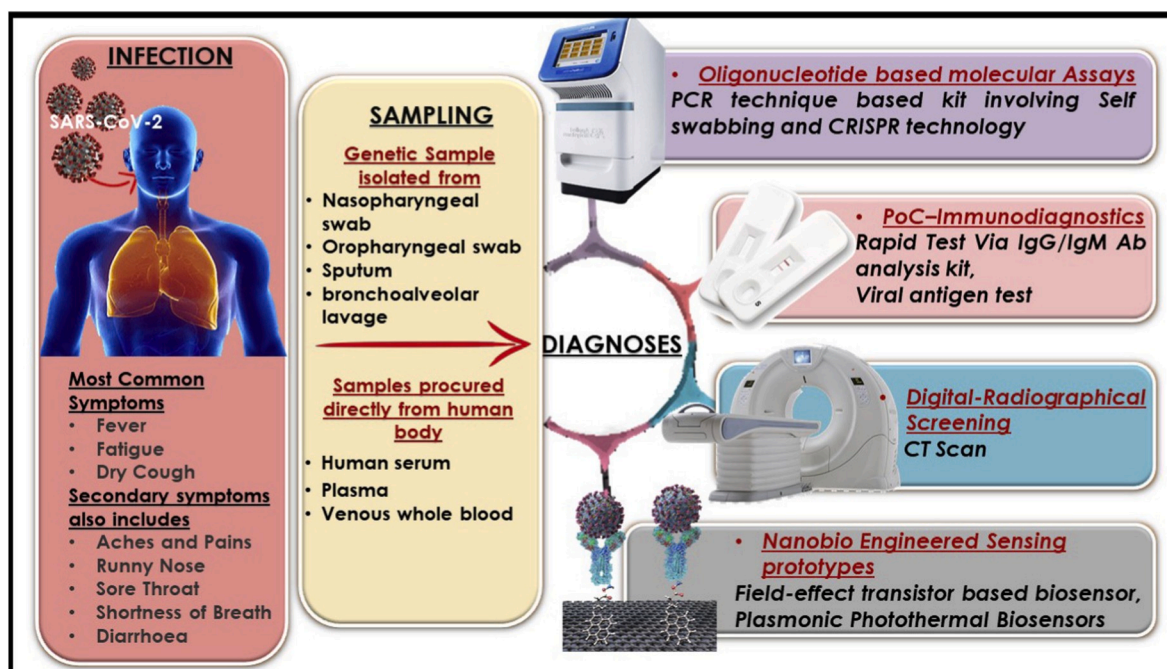 INFECTION
SARS-CoV-2
Most Common
Symptoms
• Fever
• Fatigue
• Dry Cough
Secondary symptoms
also includes
• Aches and Pains
• Runny Nose
• Sore Throat
• Shortness of Breath
• Diarrhoea
SAMPLING
Genetic Sample
isolated from
• Nasopharyngeal
swab
• Oropharyngeal swab
• Sputum
• bronchoalveolar
lavage
Samples procured
directly from human
body
• Human serum
• Plasma
• Venous whole blood
DIAGNOSES
• Oligonucleotide based molecular Assays
PCR technique based kit involving Self
swabbing and CRISPR technology
• PoC–Immunodiagnostics
Rapid Test Via IgG/IgM Ab
analysis kit,
Viral antigen test
S
• Digital-Radiographical
Screening
CT Scan
• Nanobio Engineered Sensing
prototypes
Field-effect transistor based biosensor,
Plasmonic Photothermal Biosensors